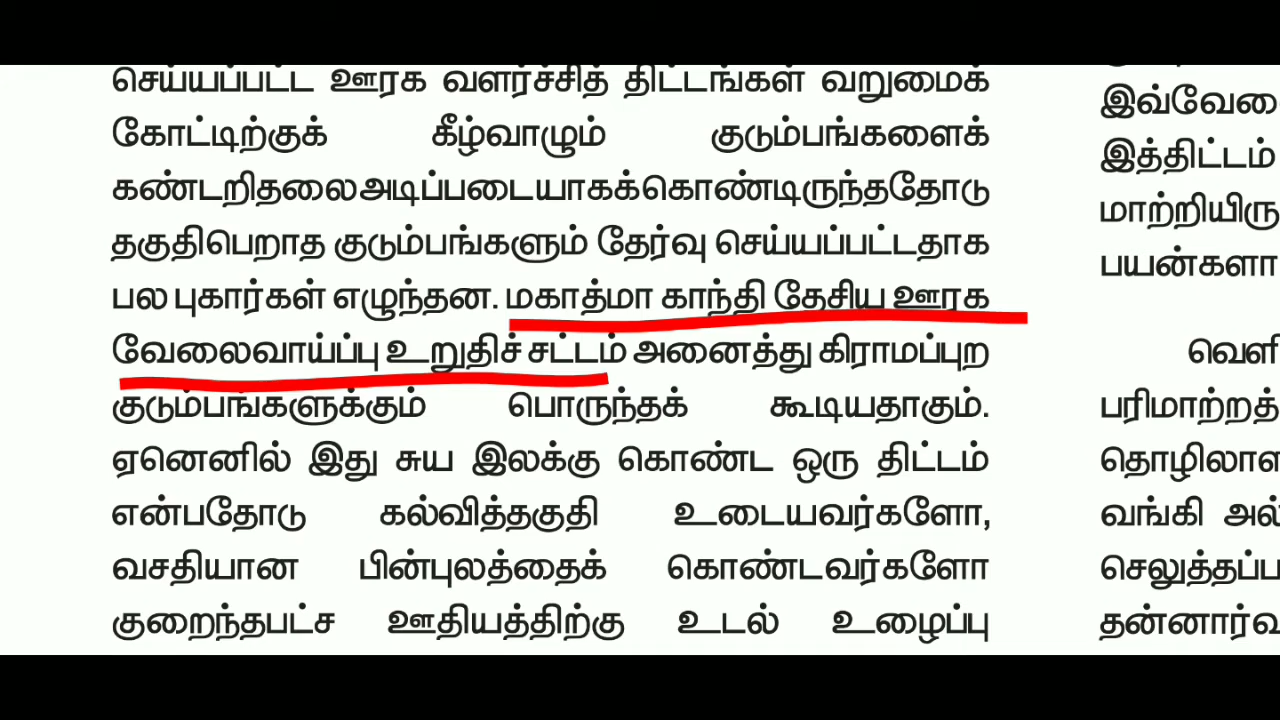 செய்யப்பட்ட ஊரக வளர்ச்சித் திட்டங்கள் வறுமைக்
கோட்டிற்குக் கீழ்வாழும் குடும்பங்களைக்
கண்டறிதலைஅடிப்படையாகக்கொண்டிருந்ததோடு
தகுதிபெறாத குடும்பங்களும் தேர்வு செய்யப்பட்டதாக
பல புகார்கள் எழுந்தன. மகாத்மா காந்தி தேசிய ஊரக
வேலைவாய்ப்பு உறுதிச் சட்டம் அனைத்து கிராமப்புற
குடும்பங்களுக்கும் பொருந்தக் கூடியதாகும்.
ஏனெனில் இது சுய இலக்கு கொண்ட ஒரு திட்டம்
என்பதோடு கல்வித்தகுதி உடையவர்களோ,
வசதியான பின்புலத்தைக் கொண்டவர்களோ
குறைந்தபட்ச ஊதியத்திற்கு உடல் உழைப்பு
இத்திட்டம்
மாற்றியிரு
பயன்களா
வெளி
பரிமாற்றத்
வங்கி
செலுத்தப்ப